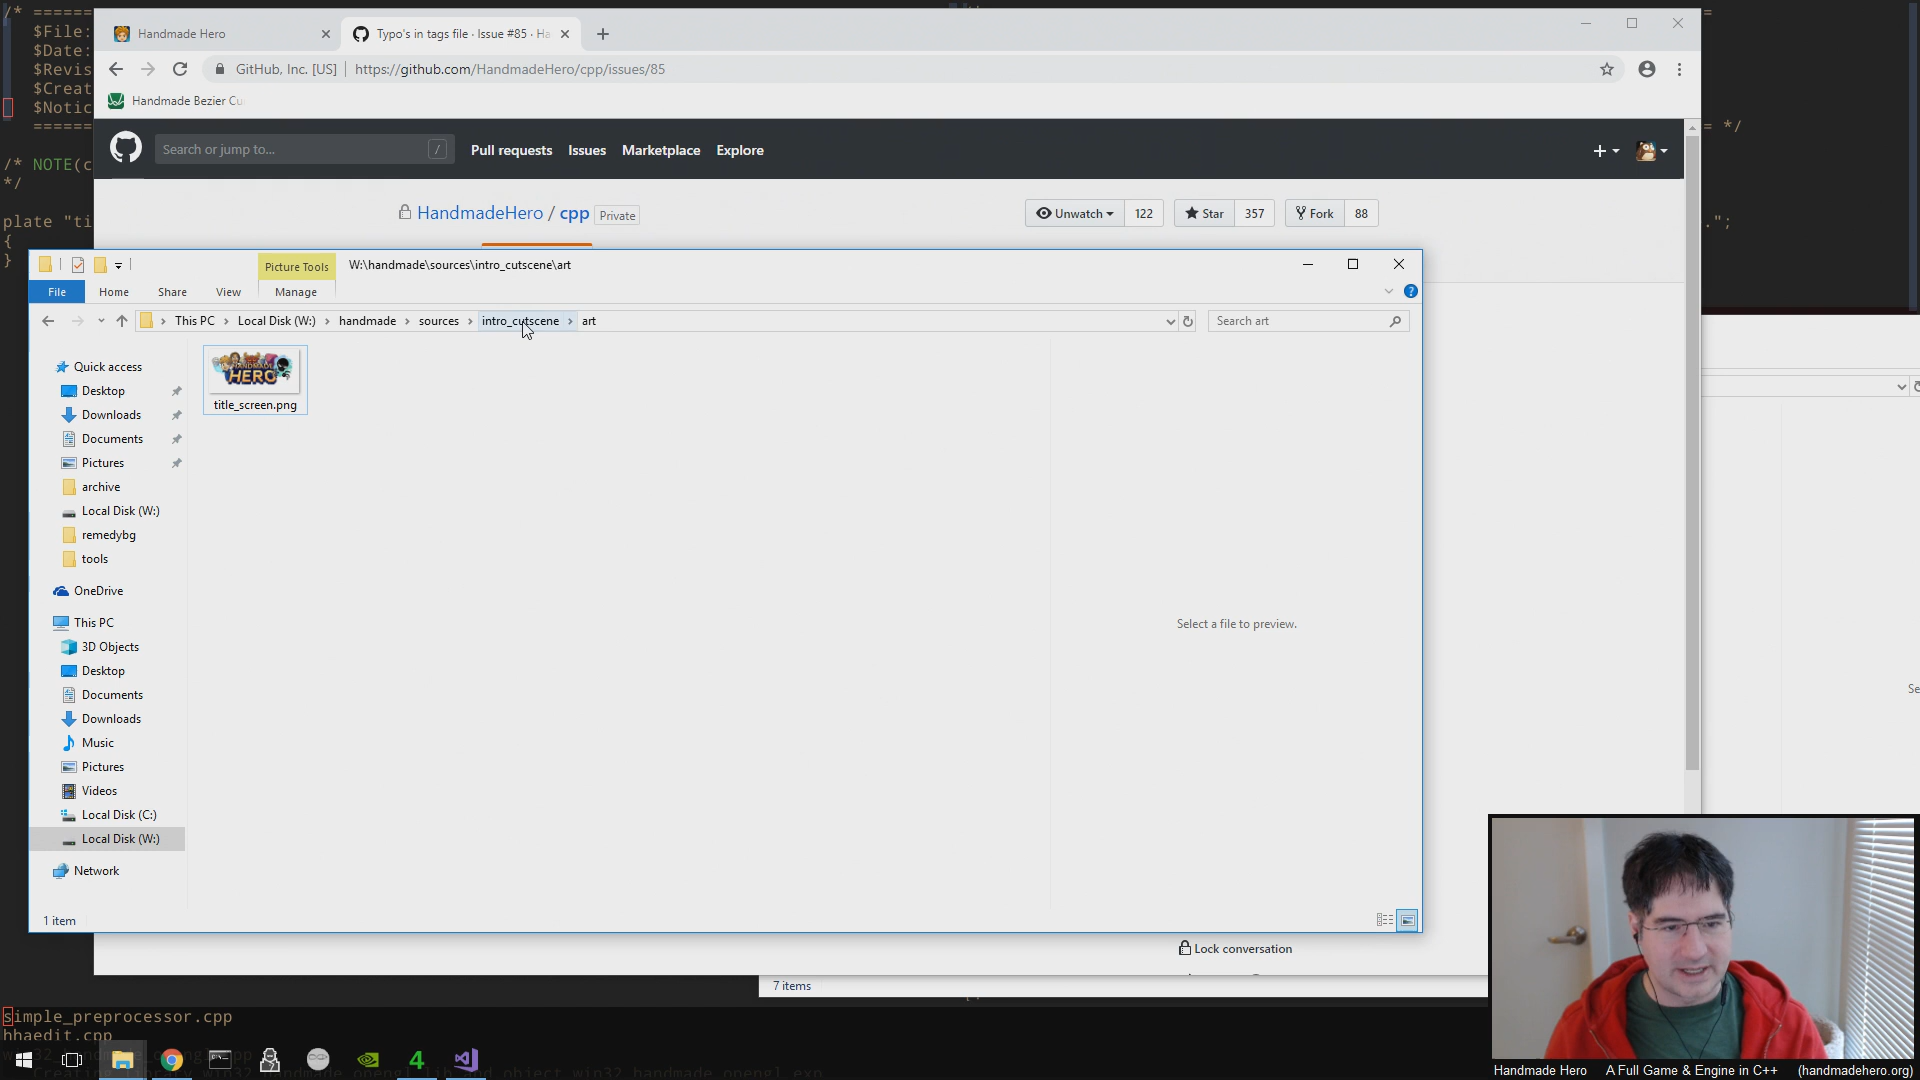 /* ======
$File:
$Date:
$Revis
$Creat
$Notic
====== */
/* NOTE(c
*/
plate "ti
.";
{
}
Handmade Hero
Typo's in tags file · Issue #85 · Ha
GitHub, Inc. [US]
https://github.com/HandmadeHero/cpp/issues/85
Handmade Bezier Cu
Search or jump to...
/
Pull requests
Issues
Marketplace
Explore
HandmadeHero / cpp
Private
Unwatch
122
Star
357
Fork
88
Picture Tools
W:\handmade\sources\intro_cutscene\art
File
Home
Share
View
Manage
This PC
Local Disk (W:)
handmade
sources
intro_cutscene
art
Search art
Quick access
Desktop
Downloads
Documents
Pictures
archive
Local Disk (W:)
remedybg
tools
OneDrive
This PC
3D Objects
Desktop
Documents
Downloads
Music
Pictures
Videos
Local Disk (C:)
Local Disk (W:)
Network
HANDMADE
HERO
title_screen.png
Select a file to preview.
1 item
Se
Lock conversation
7 items
simple_preprocessor.cpp
hhaedit.cpp
4
Handmade Hero
A Full Game & Engine in C++
(handmadehero.org)